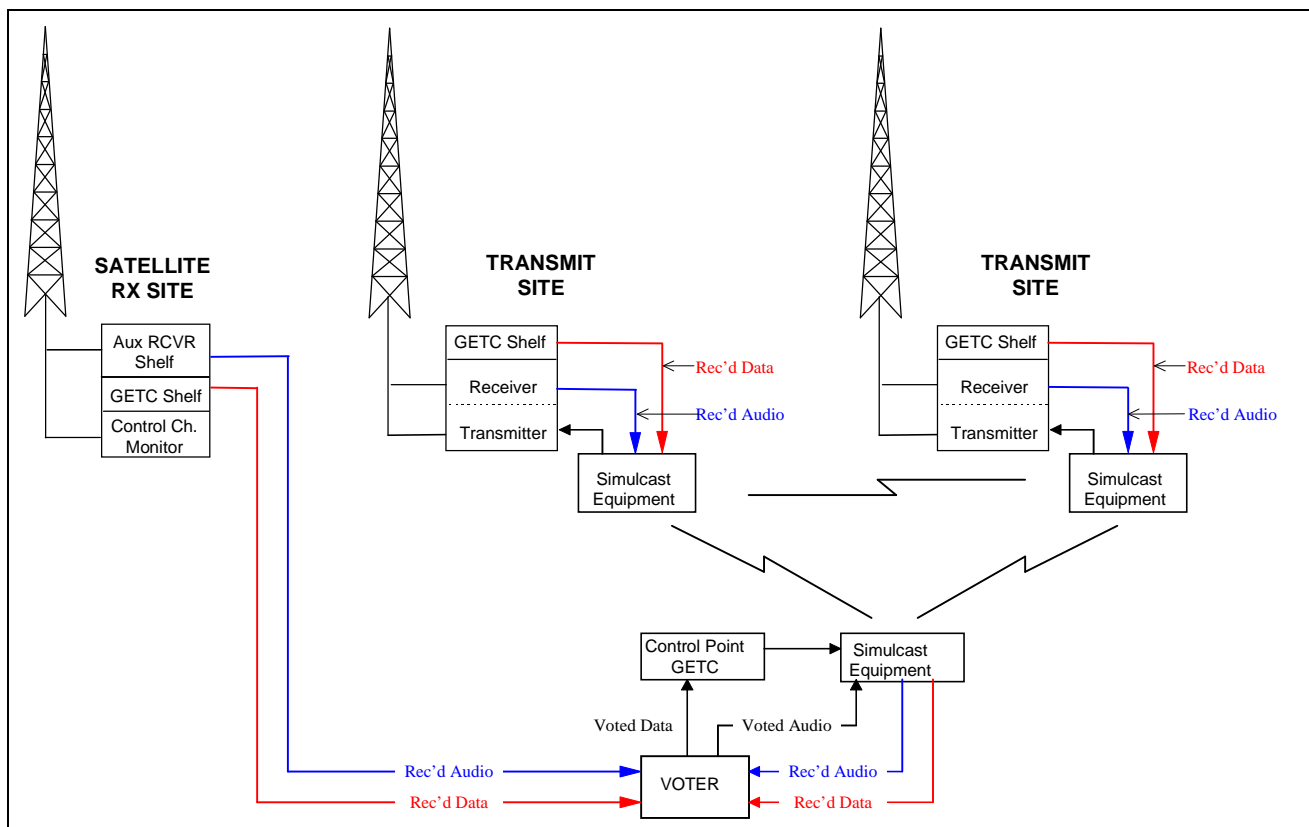 SATELLITE
RX SITE
Aux RCVR
Shelf
GETC Shelf
Control Ch.
Monitor
TRANSMIT
SITE
GETC Shelf
Receiver
Transmitter
Rec'd Data
Rec'd Audio
Simulcast
Equipment
TRANSMIT
SITE
GETC Shelf
Receiver
Transmitter
Rec'd Data
Rec'd Audio
Simulcast
Equipment
Control Point
GETC
Simulcast
Equipment
Voted Data
Voted Audio
Rec'd Audio
Rec'd Data
VOTER
Rec'd Audio
Rec'd Data